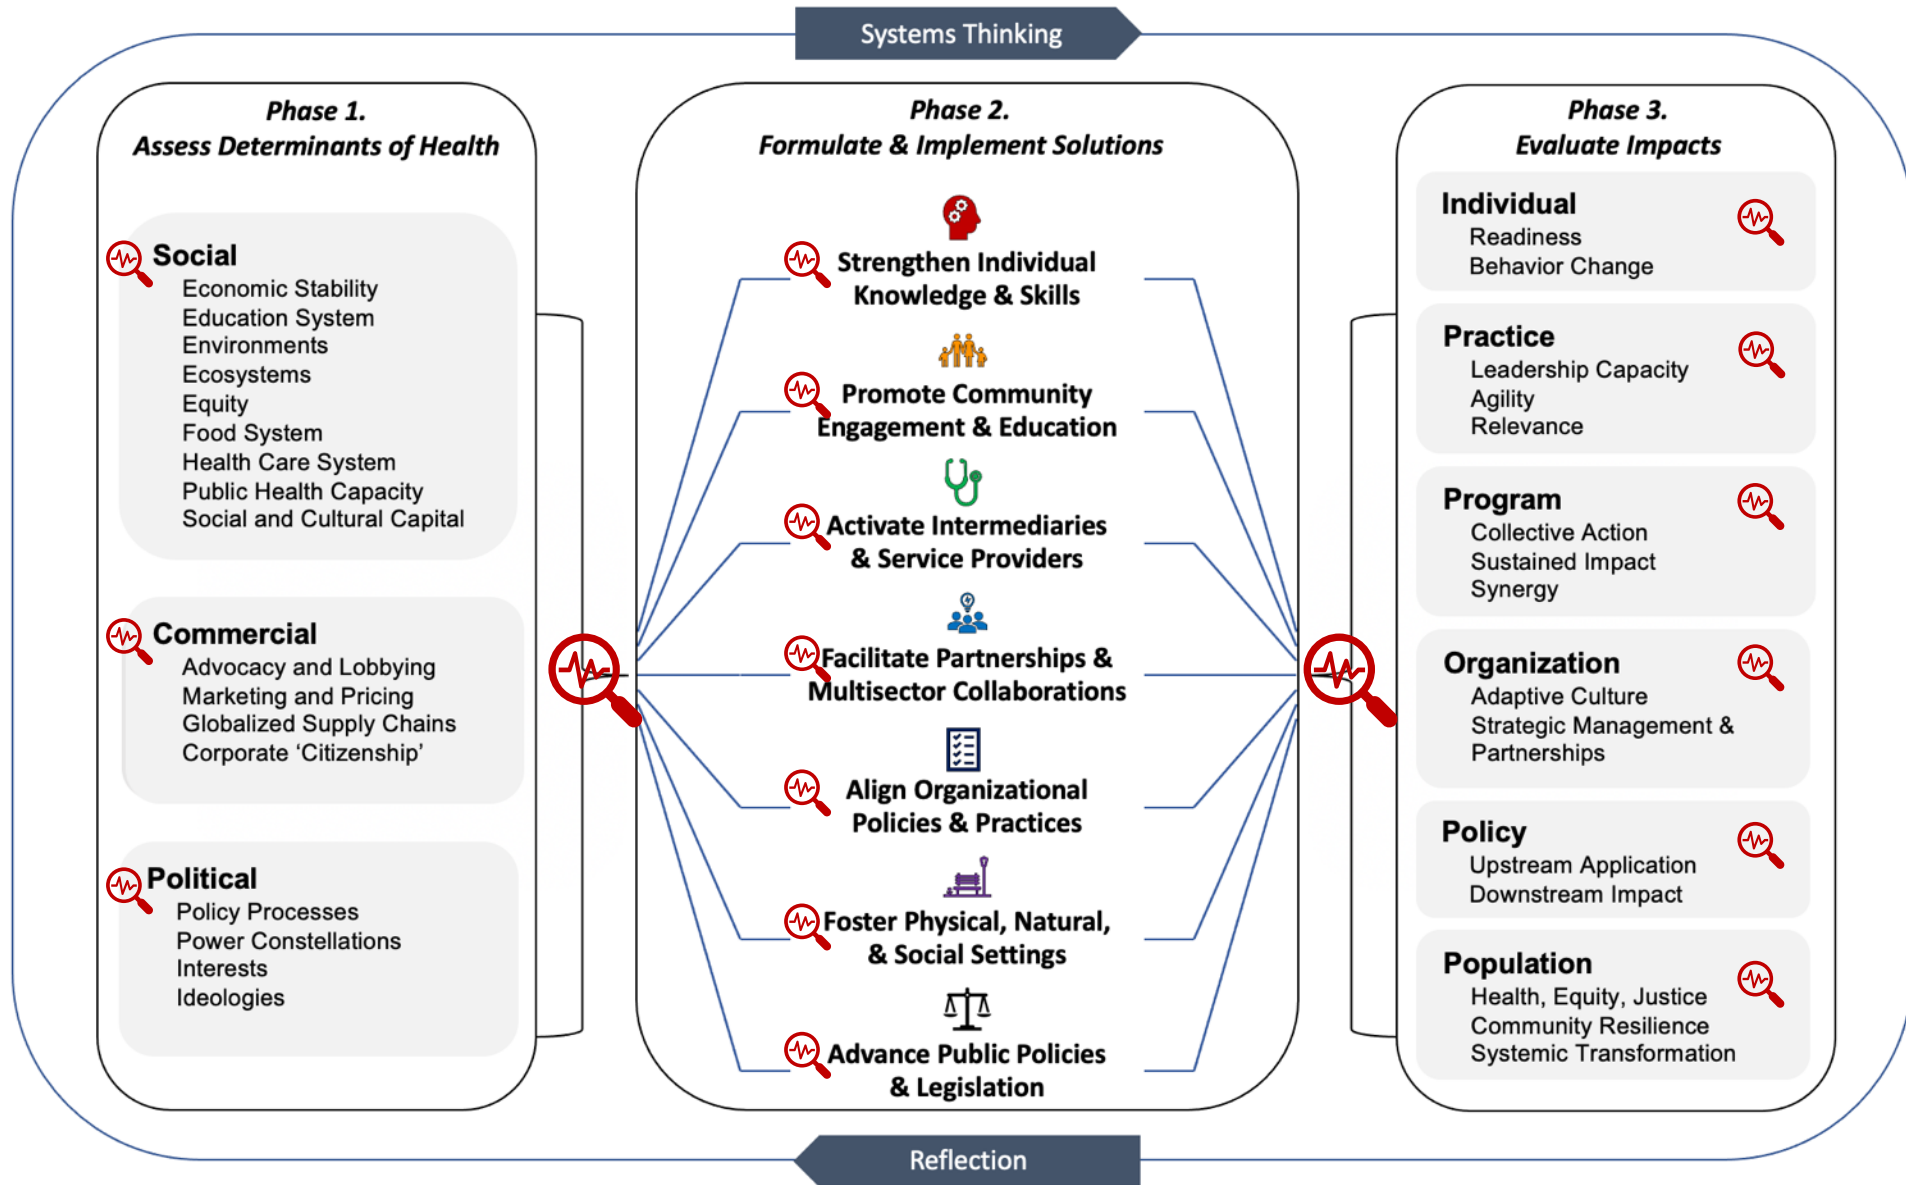 Systems Thinking
Phase 1.
Assess Determinants of Health
Social
Economic Stability
Education System
Environments
Ecosystems
Equity
Food System
Health Care System
Public Health Capacity
Social and Cultural Capital
Commercial
Advocacy and Lobbying
Marketing and Pricing
Globalized Supply Chains
Corporate ‘Citizenship’
Political
Policy Processes
Power Constellations
Interests
Ideologies
Phase 2.
Formulate & Implement Solutions
Strengthen Individual
Knowledge & Skills
Promote Community
Engagement & Education
Activate Intermediaries
& Service Providers
Facilitate Partnerships &
Multisector Collaborations
Align Organizational
Policies & Practices
Foster Physical, Natural,
& Social Settings
Advance Public Policies
& Legislation
Phase 3.
Evaluate Impacts
Individual
Readiness
Behavior Change
Practice
Leadership Capacity
Agility
Relevance
Program
Collective Action
Sustained Impact
Synergy
Organization
Adaptive Culture
Strategic Management &
Partnerships
Policy
Upstream Application
Downstream Impact
Population
Health, Equity, Justice
Community Resilience
Systemic Transformation
Reflection